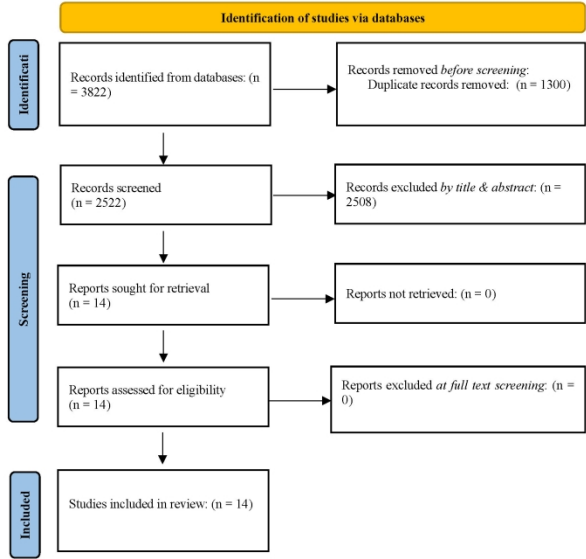 Identification of studies via databases
Identificati
Records identified from databases: (n
= 3822)
Records removed before screening:
Duplicate records removed: (n = 1300)
Screening
Records screened
(n = 2522)
Records excluded by title & abstract: (n =
2508)
Reports sought for retrieval
(n = 14)
Reports not retrieved: (n = 0)
Reports assessed for eligibility
(n = 14)
Reports excluded at full text screening: (n =
0)
Included
Studies included in review: (n = 14)